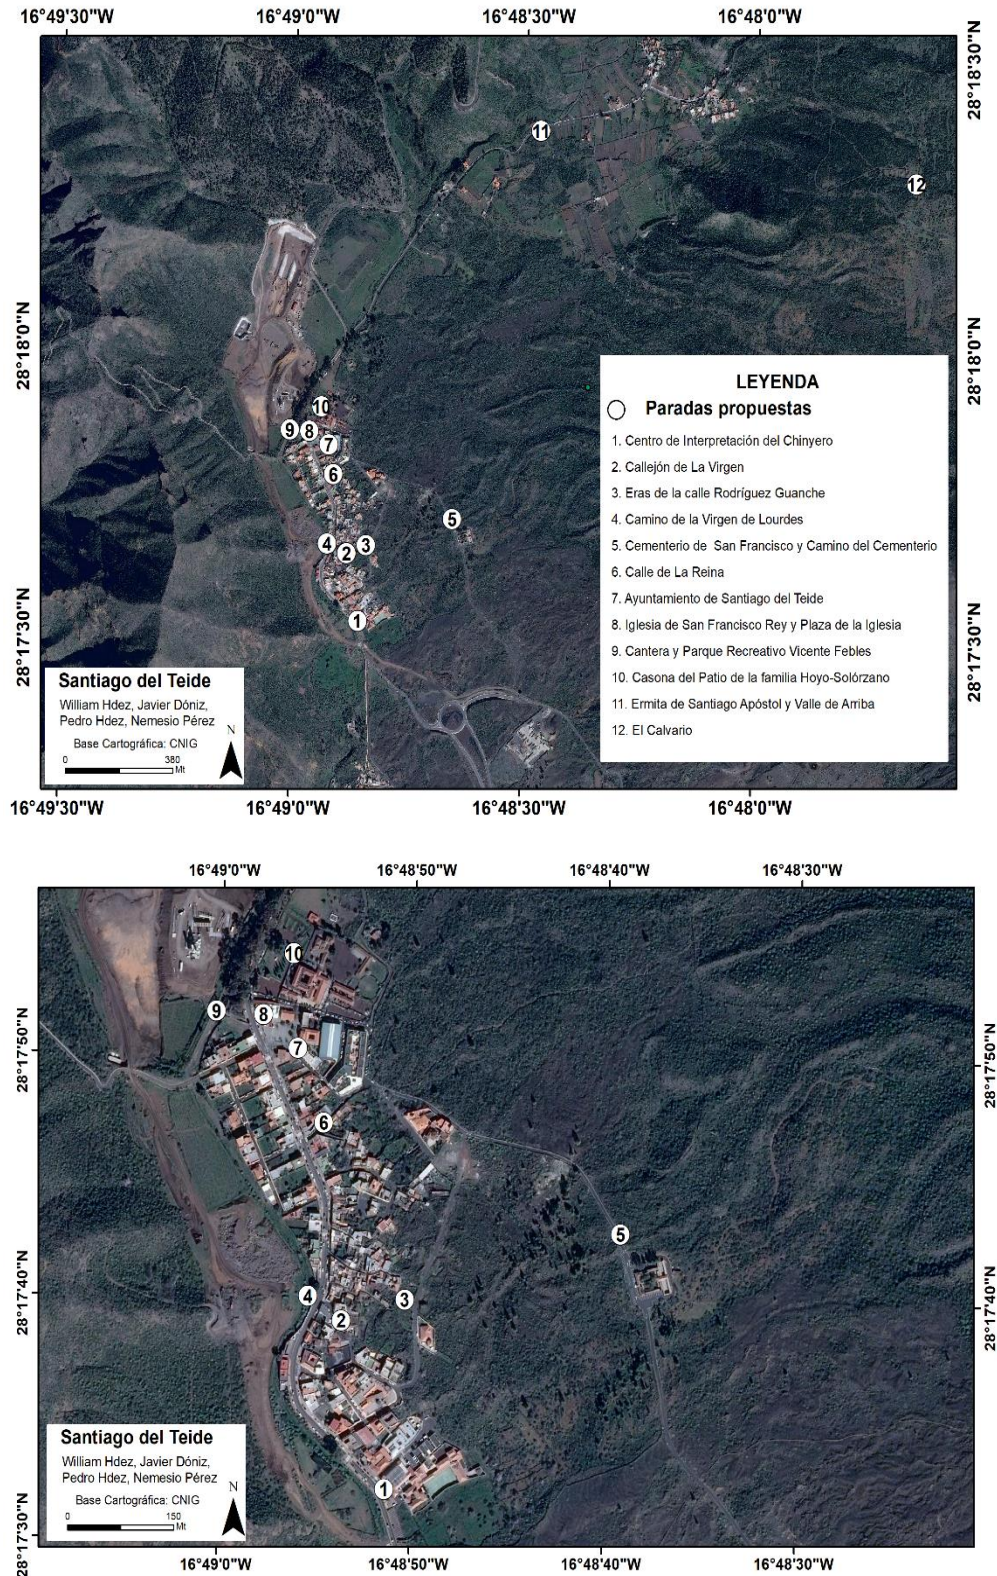 16°49'30"W 16°49'0"W 16°48'30"W 16°48'0"W
28°18'30"N
28°18'0"N
28°17'30"N
28°18'0"N
28°17'30"N
11
12
10
9 8
7
6
5
4 2 3
1
LEYENDA
Paradas propuestas
1. Centro de Interpretación del Chinyero
2. Callejón de La Virgen
3. Eras de la calle Rodríguez Guanche
4. Camino de la Virgen de Lourdes
5. Cementerio de San Francisco y Camino del Cementerio
6. Calle de La Reina
7. Ayuntamiento de Santiago del Teide
8. Iglesia de San Francisco Rey y Plaza de la Iglesia
9. Cantera y Parque Recreativo Vicente Febles
10. Casona del Patio de la familia Hoyo-Solórzano
11. Ermita de Santiago Apóstol y Valle de Arriba
12. El Calvario
Santiago del Teide
William Hdez, Javier Dóniz,
Pedro Hdez, Nemesio Pérez
Base Cartográfica: CNIG
N
0 380
Mt
16°49'30"W 16°49'0"W 16°48'30"W 16°48'0"W
16°49'0"W 16°48'50"W 16°48'40"W 16°48'30"W
28°17'50"N
28°17'40"N
28°17'30"N
28°17'50"N
28°17'40"N
10
9 8
7
6
5
4 3
2
1
Santiago del Teide
William Hdez, Javier Dóniz,
Pedro Hdez, Nemesio Pérez
Base Cartográfica: CNIG
N
0 150
Mt
16°49'0"W 16°48'50"W 16°48'40"W 16°48'30"W